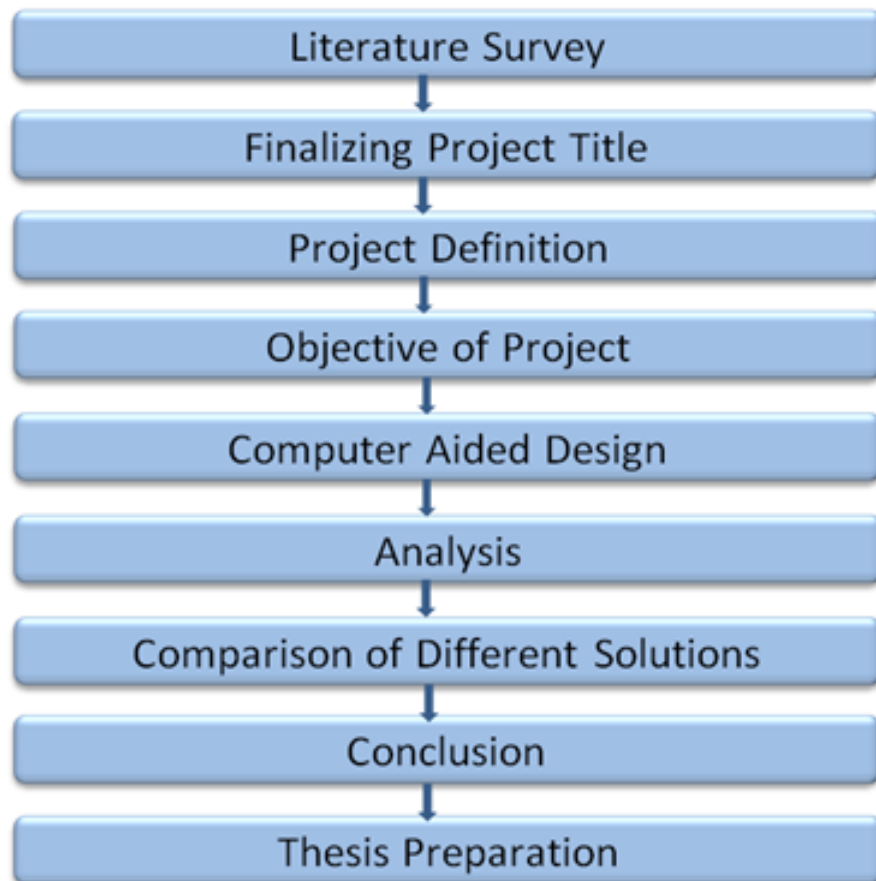 Literature Survey
Finalizing Project Title
Project Definition
Objective of Project
Computer Aided Design
Analysis
Comparison of Different Solutions
Conclusion
Thesis Preparation